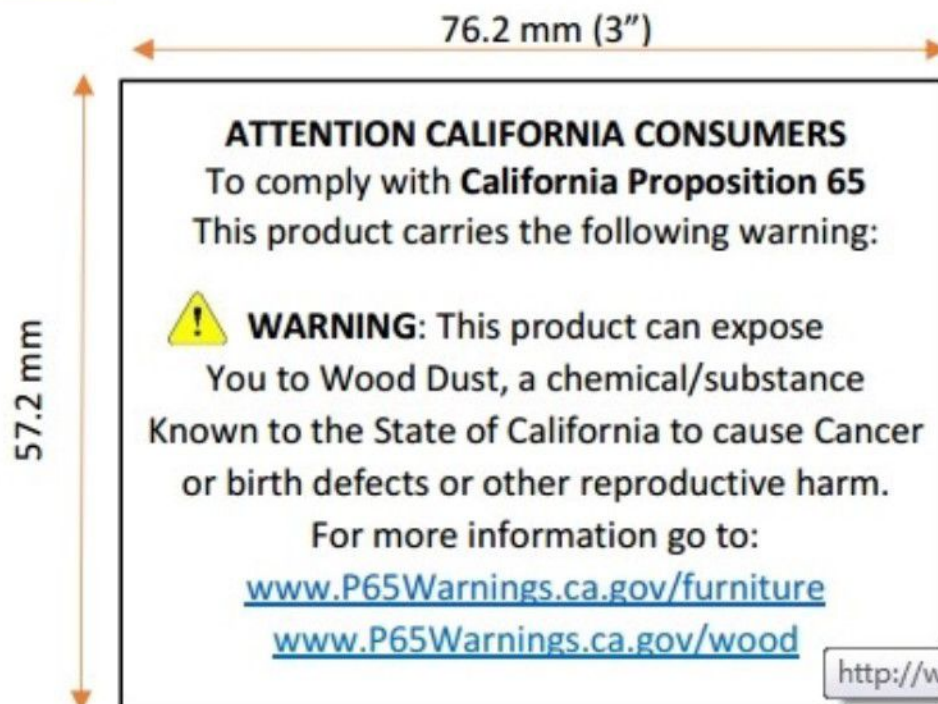 76.2 mm (3”)
57.2 mm
ATTENTION CALIFORNIA CONSUMERS
To comply with California Proposition 65
This product carries the following warning:
! WARNING: This product can expose
You to Wood Dust, a chemical/substance
Known to the State of California to cause Cancer
or birth defects or other reproductive harm.
For more information go to:
www.P65Warnings.ca.gov/furniture
www.P65Warnings.ca.gov/wood
http://w